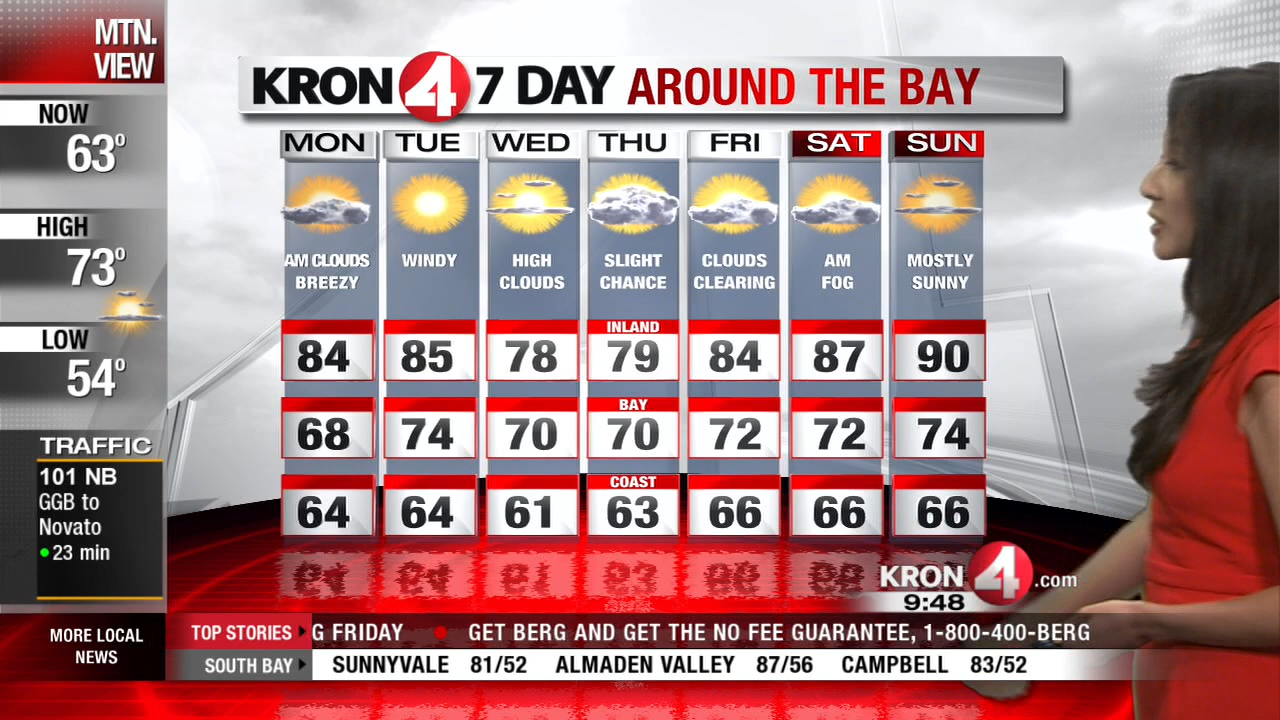 MTN.
VIEW
NOW
63°
HIGH
73°
LOW
54°
TRAFFIC
101 NB
GGB to
Novato
23 min
MORE LOCAL
NEWS
KRON 4 7 DAY AROUND THE BAY
MON TUE WED THU FRI SAT SUN
AM CLOUDS WINDY HIGH SLIGHT CLOUDS AM MOSTLY
BREEZY CLOUDS CHANCE CLEARING FOG SUNNY
INLAND
84 85 78 79 84 87 90
BAY
68 74 70 70 72 72 74
COAST
64 64 61 63 66 66 66
KRON 4 .com
9:48
TOP STORIES G FRIDAY GET BERG AND GET THE NO FEE GUARANTEE, 1-800-400-BERG
SOUTH BAY SUNNYVALE 81/52 ALMADEN VALLEY 87/56 CAMPBELL 83/52